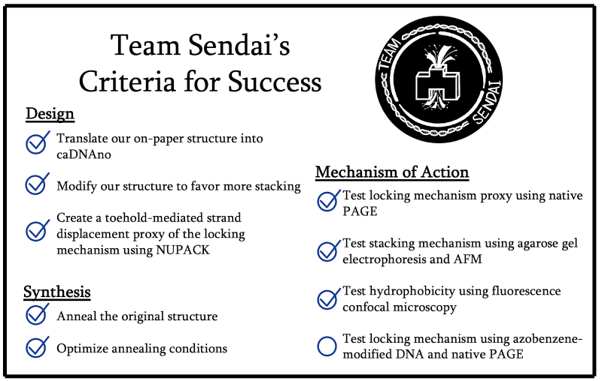 Team Sendai's
Criteria for Success
TEAM
SENDAI
Design
Translate our on-paper structure into
caDNAno
Modify our structure to favor more stacking
Create a toehold-mediated strand
displacement proxy of the locking
mechanism using NUPACK
Synthesis
Anneal the original structure
Optimize annealing conditions
Mechanism of Action
Test locking mechanism proxy using native
PAGE
Test stacking mechanism using agarose gel
electrophoresis and AFM
Test hydrophobicity using fluorescence
confocal microscopy
Test locking mechanism using azobenzene-
modified DNA and native PAGE